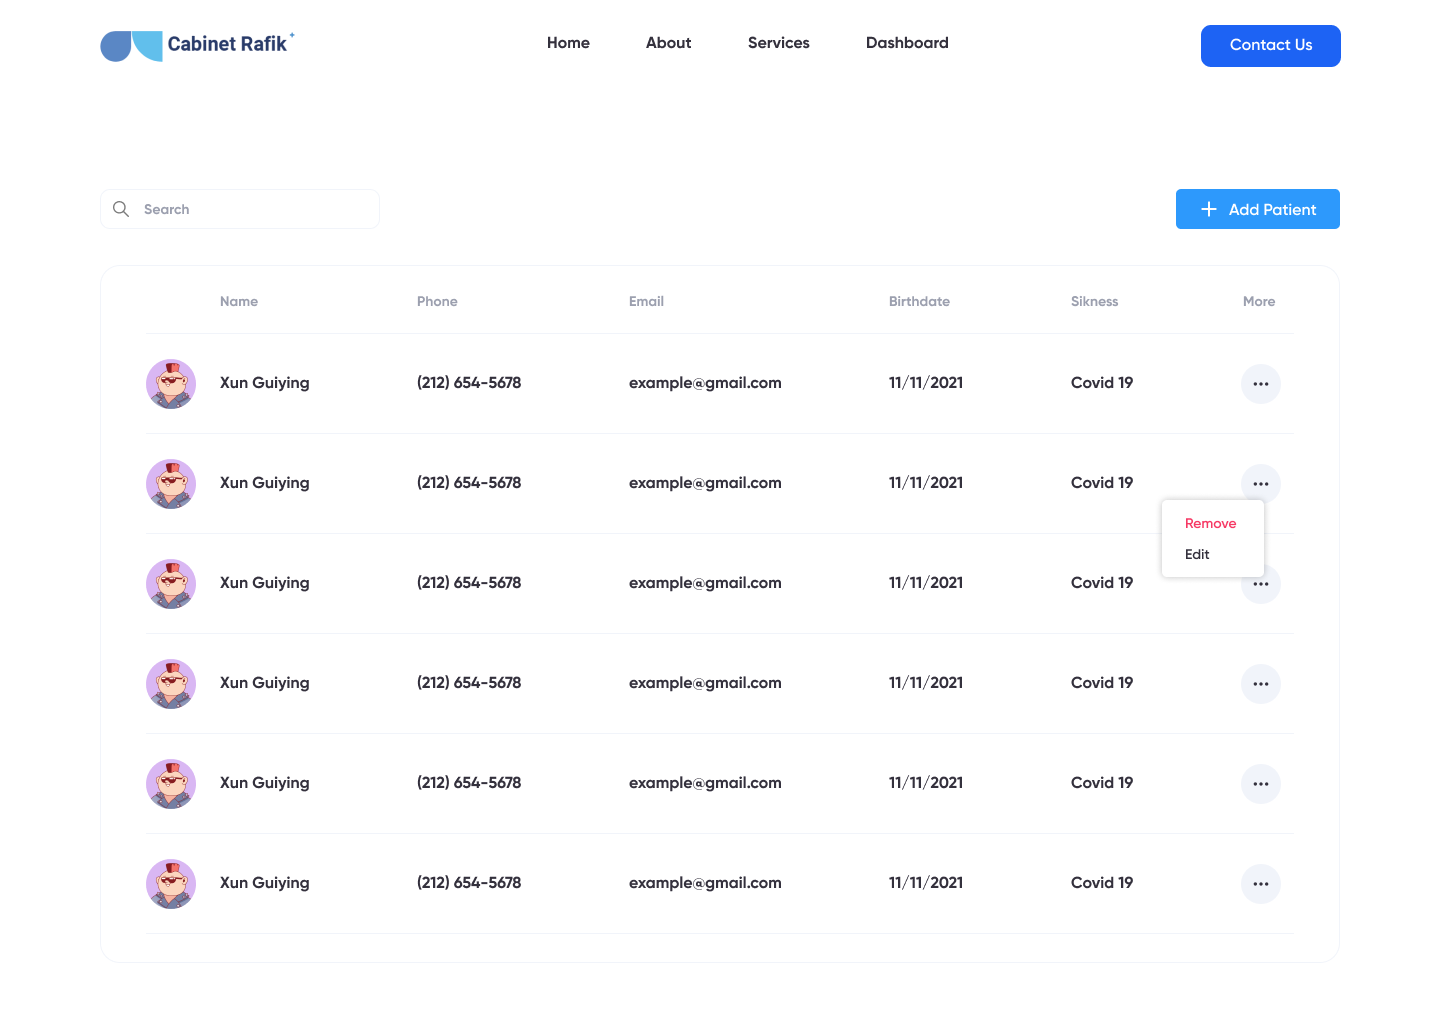 Cabinet Rafik
Home About Services Dashboard
Contact Us
Search
Add Patient
Name Phone Email Birthdate Sikness More
Xun Guiying (212) 654-5678 example@gmail.com 11/11/2021 Covid 19
Xun Guiying (212) 654-5678 example@gmail.com 11/11/2021 Covid 19
Remove
Edit
Xun Guiying (212) 654-5678 example@gmail.com 11/11/2021 Covid 19
Xun Guiying (212) 654-5678 example@gmail.com 11/11/2021 Covid 19
Xun Guiying (212) 654-5678 example@gmail.com 11/11/2021 Covid 19
Xun Guiying (212) 654-5678 example@gmail.com 11/11/2021 Covid 19